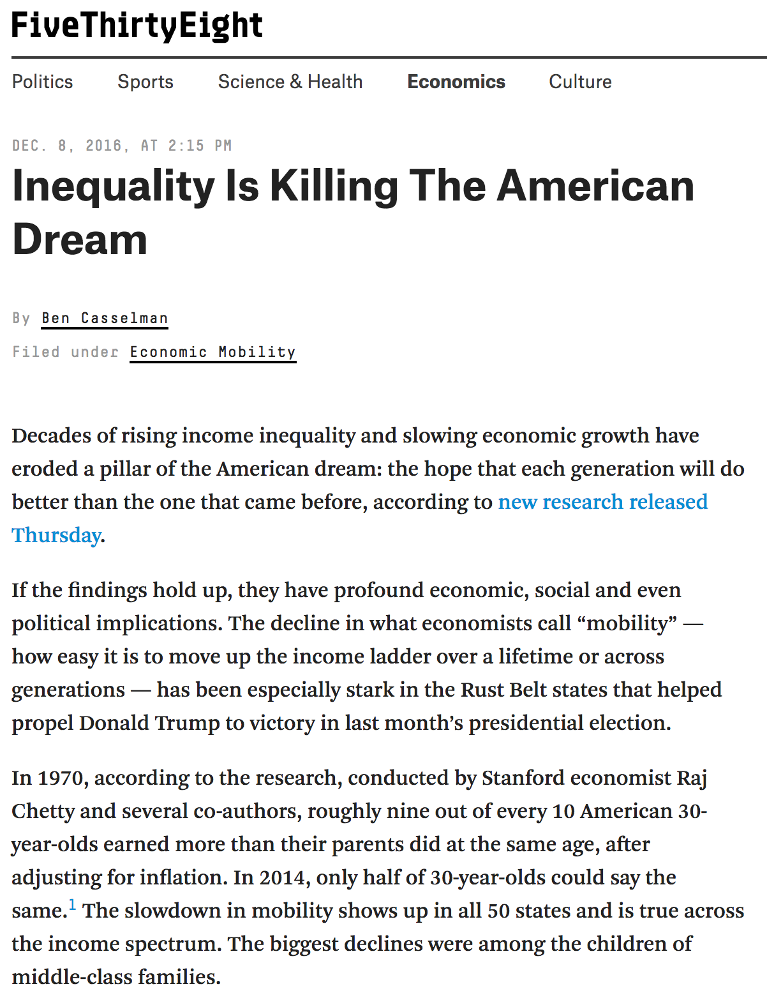 FiveThirtyEight
Politics Sports Science & Health Economics Culture
DEC. 8, 2016, AT 2:15 PM
Inequality Is Killing The American
Dream
By Ben Casselman
Filed under Economic Mobility
Decades of rising income inequality and slowing economic growth have
eroded a pillar of the American dream: the hope that each generation will do
better than the one that came before, according to new research released
Thursday.
If the findings hold up, they have profound economic, social and even
political implications. The decline in what economists call “mobility” —
how easy it is to move up the income ladder over a lifetime or across
generations — has been especially stark in the Rust Belt states that helped
propel Donald Trump to victory in last month’s presidential election.
In 1970, according to the research, conducted by Stanford economist Raj
Chetty and several co-authors, roughly nine out of every 10 American 30-
year-olds earned more than their parents did at the same age, after
adjusting for inflation. In 2014, only half of 30-year-olds could say the
same.1 The slowdown in mobility shows up in all 50 states and is true across
the income spectrum. The biggest declines were among the children of
middle-class families.